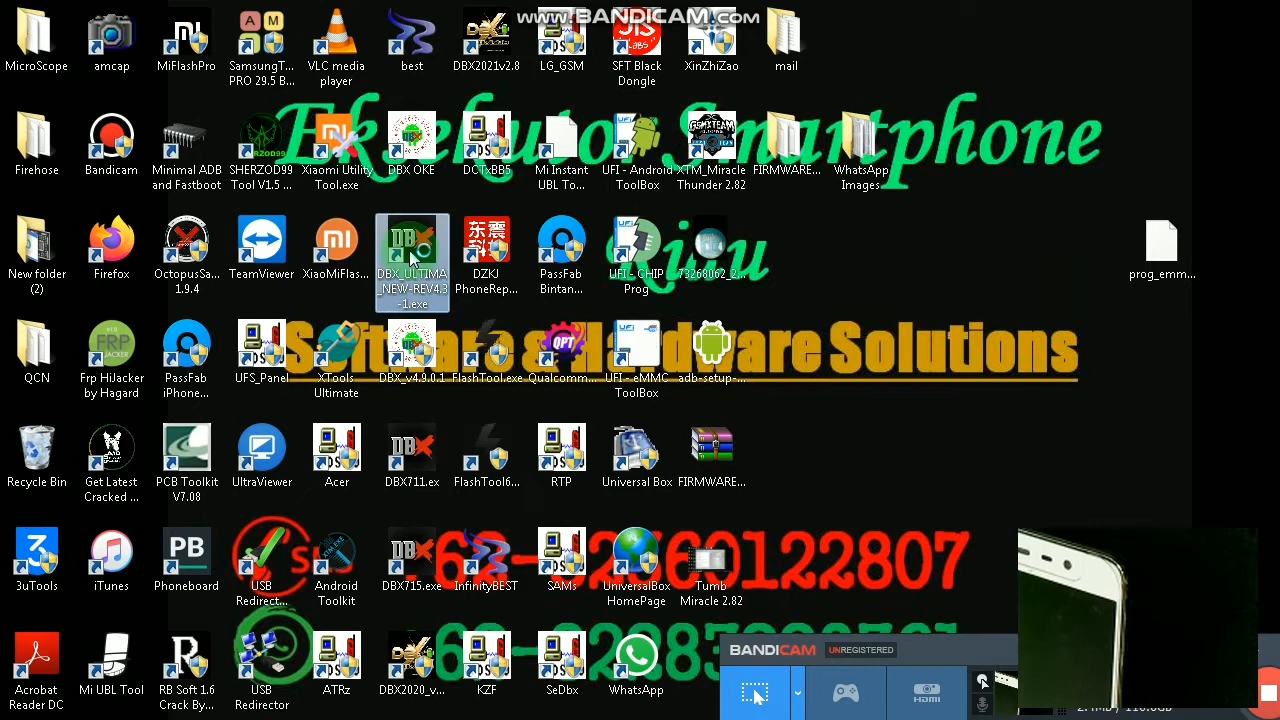 www.BANDICAM.com
MicroScope
amcap
MiFlashPro
SamsungT...
PRO 29.5 B...
VLC media
player
best
DBX2021v2.8
LG_GSM
SFT Black
Dongle
XinZhiZao
mail
Eksekutor Smartphone
Riau
Firehose
Bandicam
Minimal ADB
and Fastboot
SHERZOD99
Tool V1.5 ...
Xiaomi Utility
Tool.exe
DBX OKE
DCTxBB5
Mi Instant
UBL To...
UFI - Android
ToolBox
XTM_Miracle
Thunder 2.82
FIRMWARE...
WhatsApp
Images
New folder
(2)
Firefox
OctopusSa...
1.9.4
TeamViewer
XiaoMiFlas...
DBX_ULTIMA
_NEW-REV4.3
-1.exe
DZKJ
PhoneRep...
PassFab
Bintan...
UFI - CHIP
Prog
73268062_2...
prog_emm...
Software & Hardware Solutions
QCN
Frp HiJacker
by Hagard
PassFab
iPhone...
UFS_Panel
XTools
Ultimate
DBX_v4.9.0.1
FlashTool.exe
Qualcomm...
UFI - eMMC
ToolBox
adb-setup-...
Recycle Bin
Get Latest
Cracked ...
PCB Toolkit
V7.08
UltraViewer
Acer
DBX711.ex
FlashTool6...
RTP
Universal Box
FIRMWARE...
3uTools
iTunes
Phoneboard
USB
Redirect...
Android
Toolkit
DBX715.exe
InfinityBEST
SAMs
UniversalBox
HomePage
Tumb
Miracle 2.82
Acrobat
Reader...
Mi UBL Tool
RB Soft 1.6
Crack By...
USB
Redirector
ATRz
DBX2020_v...
KZF
SeDbx
WhatsApp
BANDICAM
UNREGISTERED
HDMI